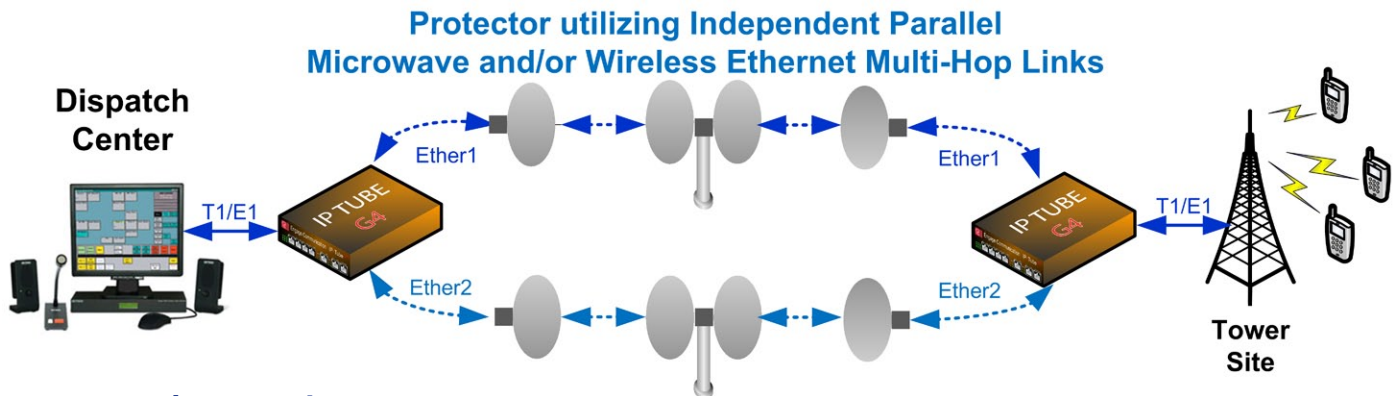 Protector utilizing Independent Parallel
Microwave and/or Wireless Ethernet Multi-Hop Links
Dispatch
Center
Ether1
Ether1
IP TUBE
G4
IP TUBE
G4
T1/E1
T1/E1
Ether2
Ether2
Tower
Site